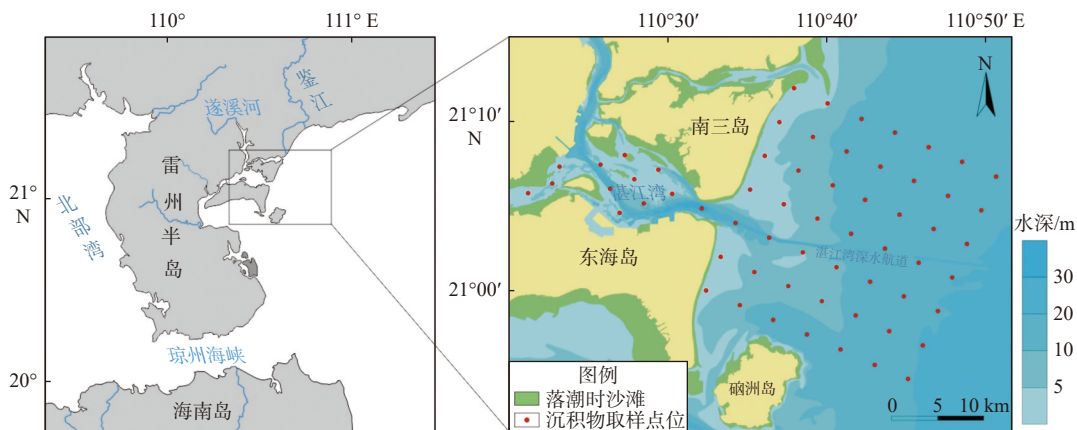 110°
111° E
21°
N
20°
鉴江
遂溪河
雷州半岛
北部湾
琼州海峡
海南岛
110°30′
110°40′
110°50′ E
21°10′
N
21°00′
南三岛
湛江湾
东海岛
湛江湾深水航道
硇洲岛
N
图例
落潮时沙滩
沉积物取样点位
0 5 10 km
水深/m
30
20
10
5